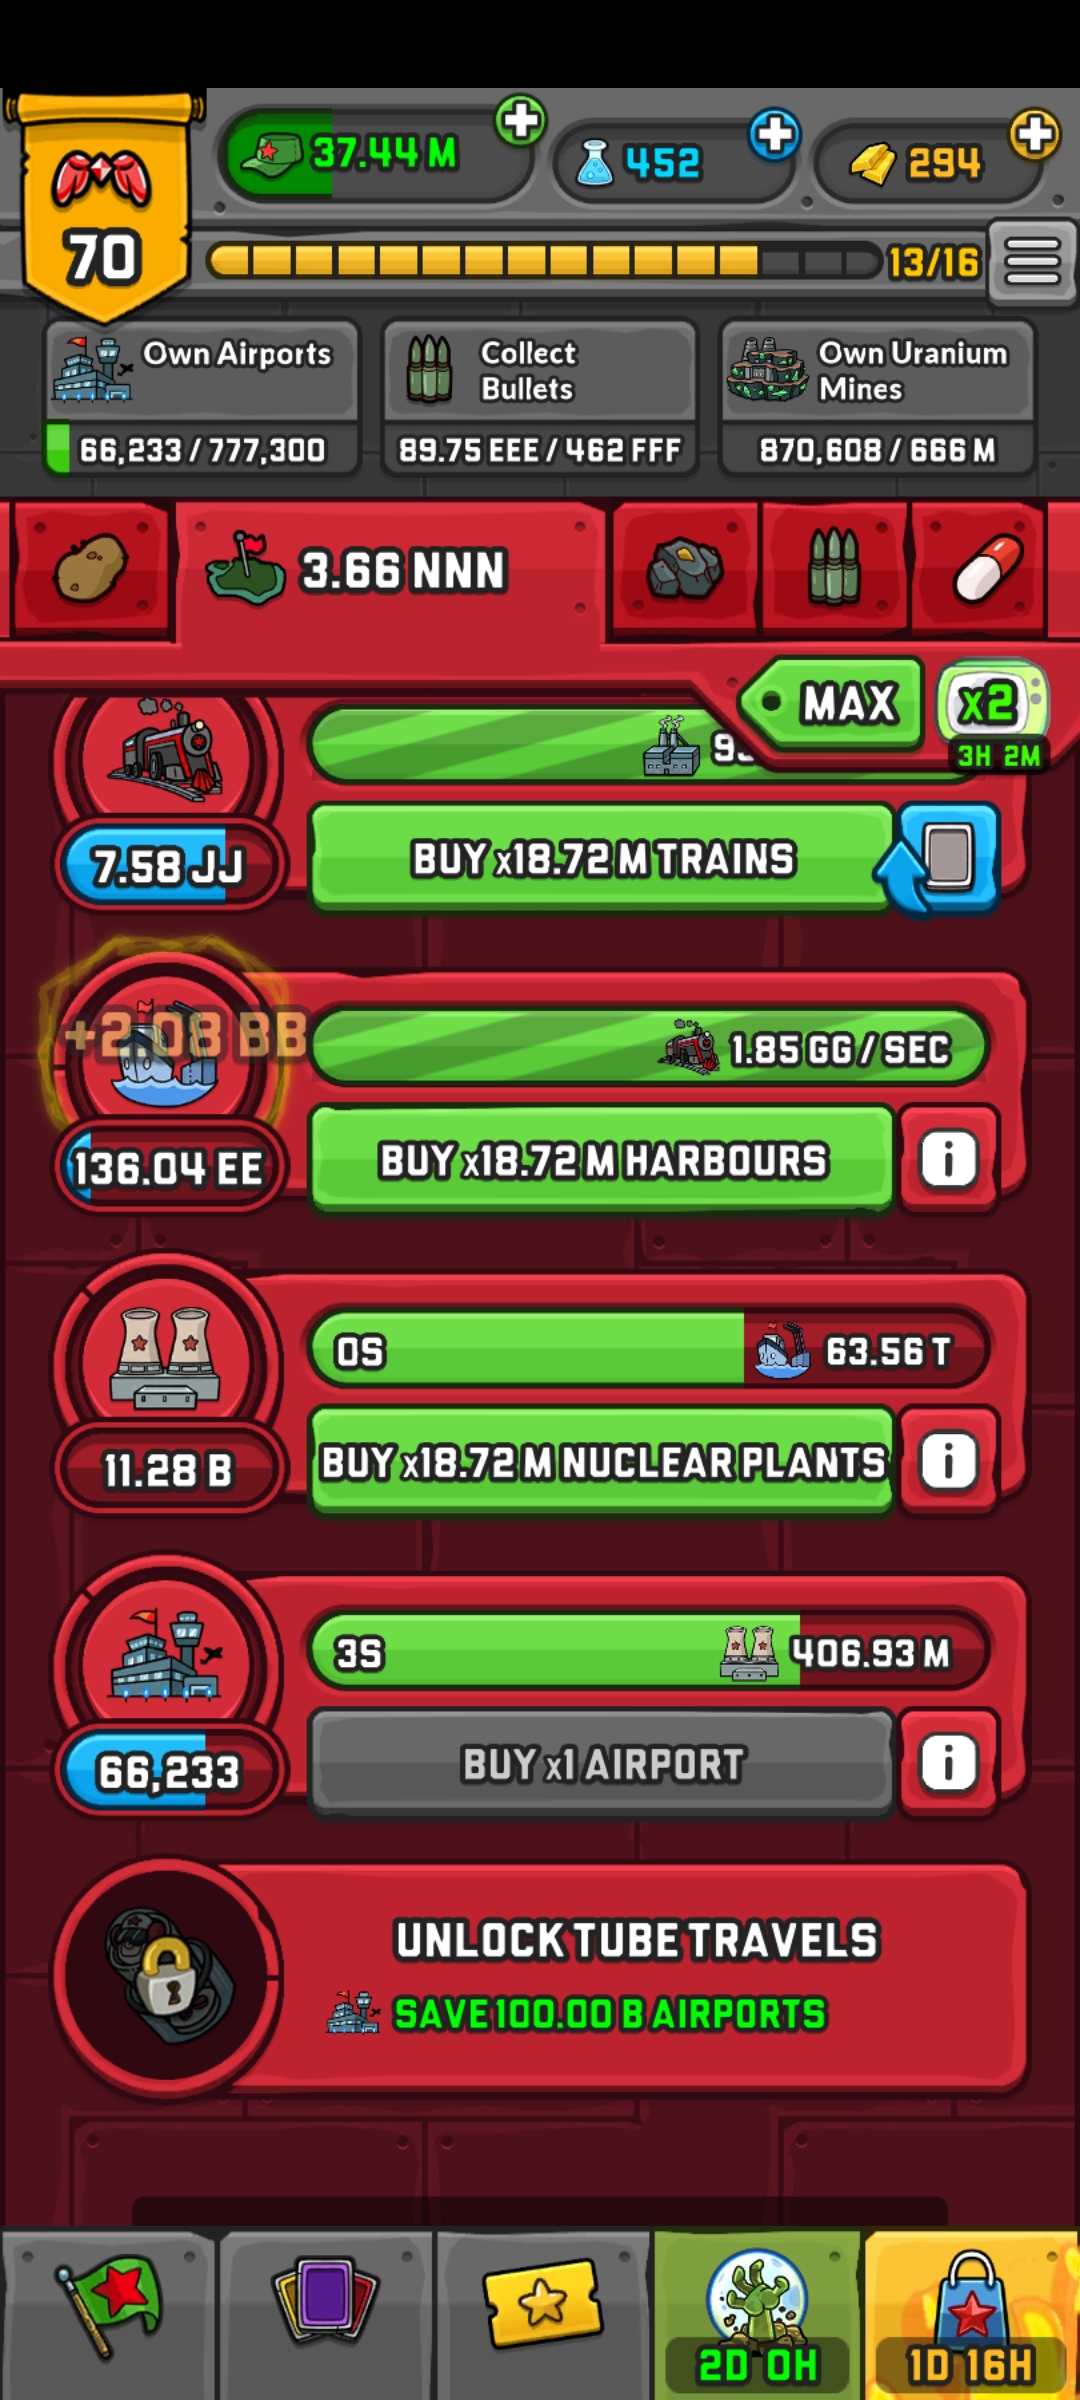 37.44 M
452
294
70
13/16
Own Airports
66,233 / 777,300
Collect
Bullets
89.75 EEE / 462 FFF
Own Uranium
Mines
870,608 / 666 M
3.66 NNN
MAX
x2
3H 2M
7.58 JJ
BUY x18.72 M TRAINS
+2.08 BB
1.85 GG / SEC
136.04 EE
BUY x18.72 M HARBOURS
i
0S
63.56 T
11.28 B
BUY x18.72 M NUCLEAR PLANTS
i
3S
406.93 M
66,233
BUY x1 AIRPORT
i
UNLOCK TUBE TRAVELS
SAVE 100.00 B AIRPORTS
2D 0H
1D 16H